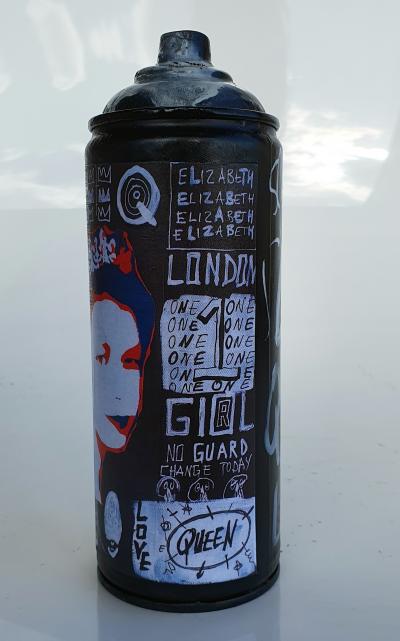 Q
ELIZABETH
ELIZABETH
ELIZABETH
ELIZABETH
LONDON
1
ONE ONE
ONE ONE
ONE ONE
ONE ONE
ON ONE
ONE ONE ONE
GIRL
NO GUARD
CHANGE TODAY
LOVE
QUEEN